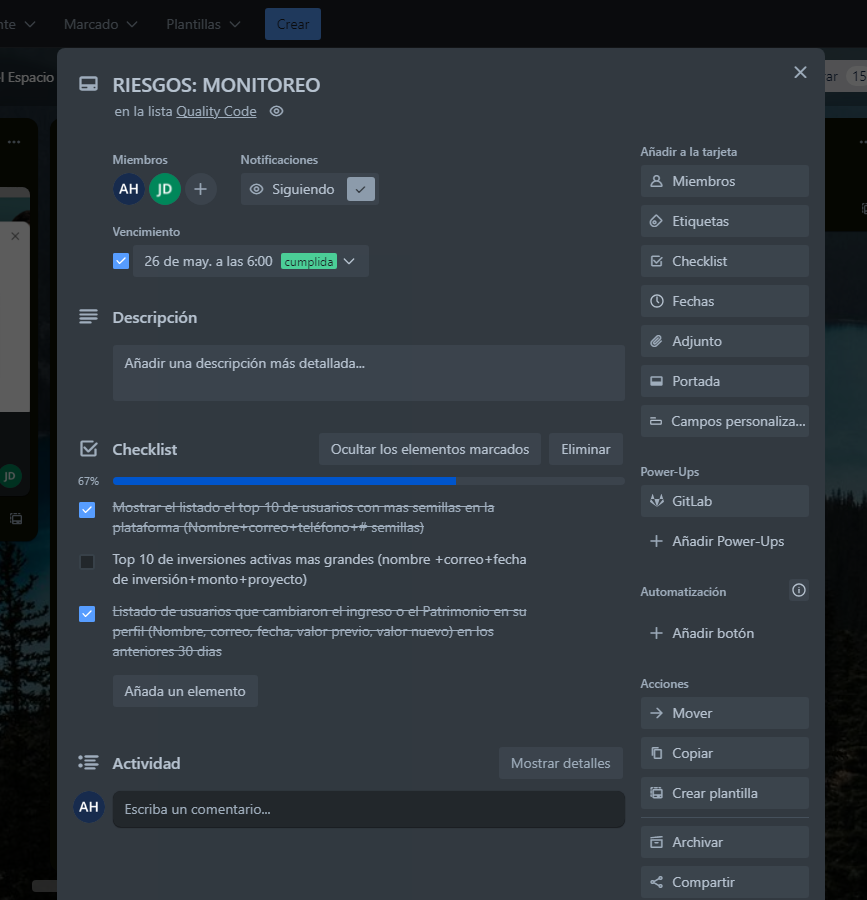 Marcado
Plantillas
Crear
Espacio
RIESGOS: MONITOREO
en la lista Quality Code
Miembros
Notificaciones
AH
JD
Siguiendo
Vencimiento
26 de may. a las 6:00 cumplida
Descripción
Añadir una descripción más detallada...
Checklist
Ocultar los elementos marcados
Eliminar
67%
Mostrar el listado el top 10 de usuarios con mas semillas en la
plataforma (Nombre+correo+teléfono+# semillas)
Top 10 de inversiones activas mas grandes (nombre +correo+fecha
de inversión+monto+proyecto)
Listado de usuarios que cambiaron el ingreso o el Patrimonio en su
perfil (Nombre, correo, fecha, valor previo, valor nuevo) en los
anteriores 30 dias
Añada un elemento
Actividad
Mostrar detalles
AH
Escriba un comentario...
Añadir a la tarjeta
Miembros
Etiquetas
Checklist
Fechas
Adjunto
Portada
Campos personaliza...
Power-Ups
GitLab
Añadir Power-Ups
Automatización
Añadir botón
Acciones
Mover
Copiar
Crear plantilla
Archivar
Compartir
JD